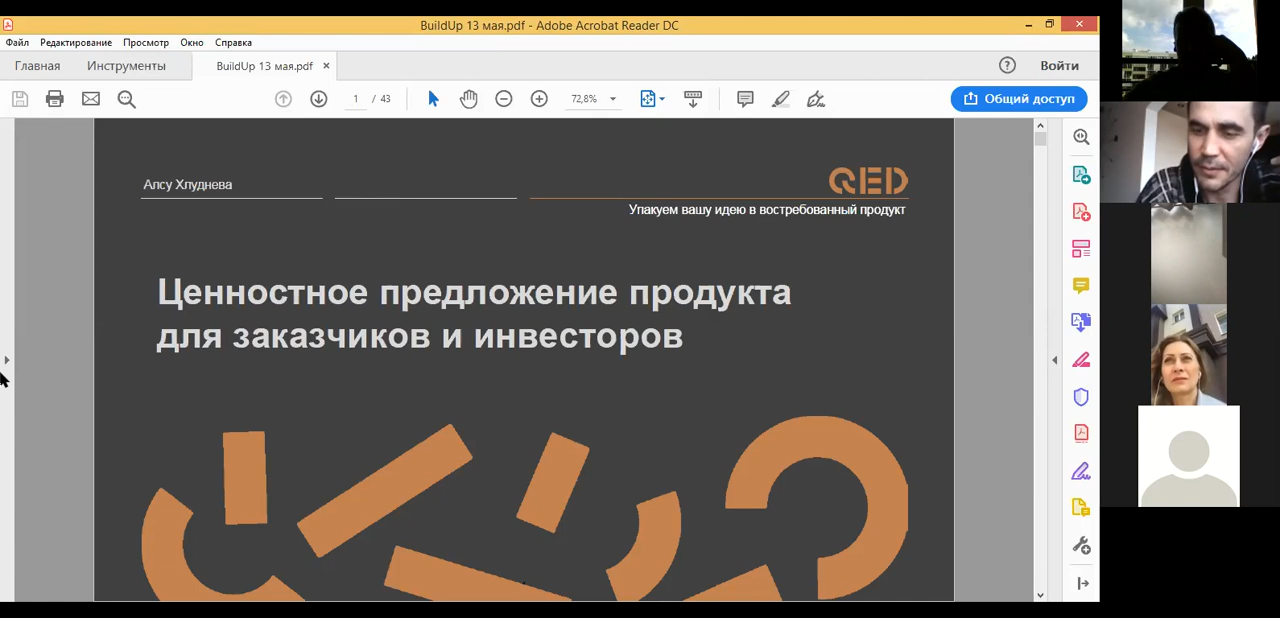 BuildUp 13 мая.pdf - Adobe Acrobat Reader DC
Файл Редактирование Просмотр Окно Справка
Главная Инструменты BuildUp 13 мая.pdf × Войти
1 / 43 72,8% Общий доступ
Алсу Хлуднева
QED
Упакуем вашу идею в востребованный продукт
Ценностное предложение продукта
для заказчиков и инвесторов